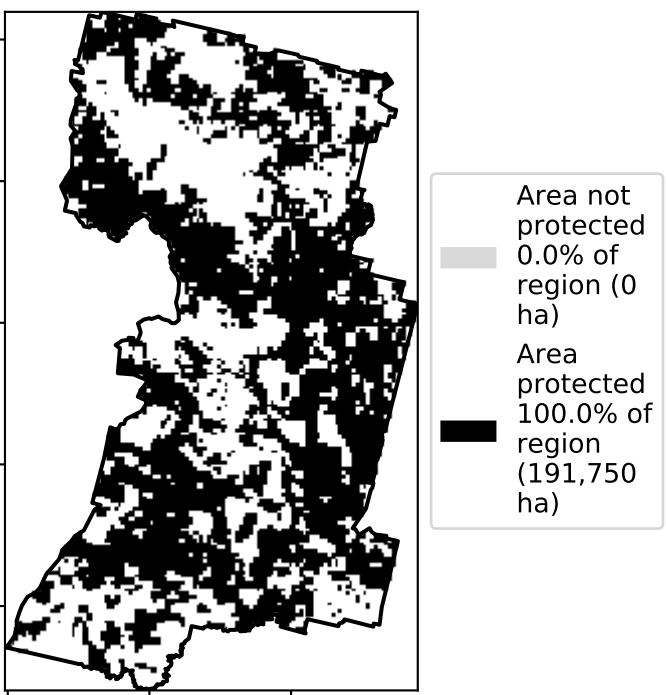 Area not
protected
0.0% of
region (0
ha)
Area
protected
100.0% of
region
(191,750
ha)